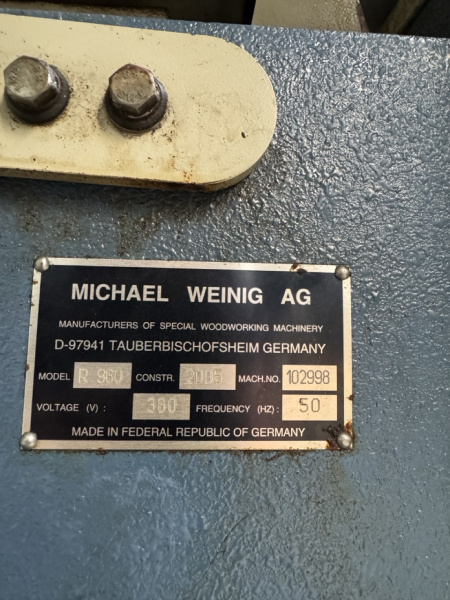 MICHAEL WEINIG AG
MANUFACTURERS OF SPECIAL WOODWORKING MACHINERY
D-97941 TAUBERBISCHOFSHEIM GERMANY
MODEL R 960 CONSTR. 2005 MACH.NO. 102998
VOLTAGE (V) : 380 FREQUENCY (HZ) : 50
MADE IN FEDERAL REPUBLIC OF GERMANY